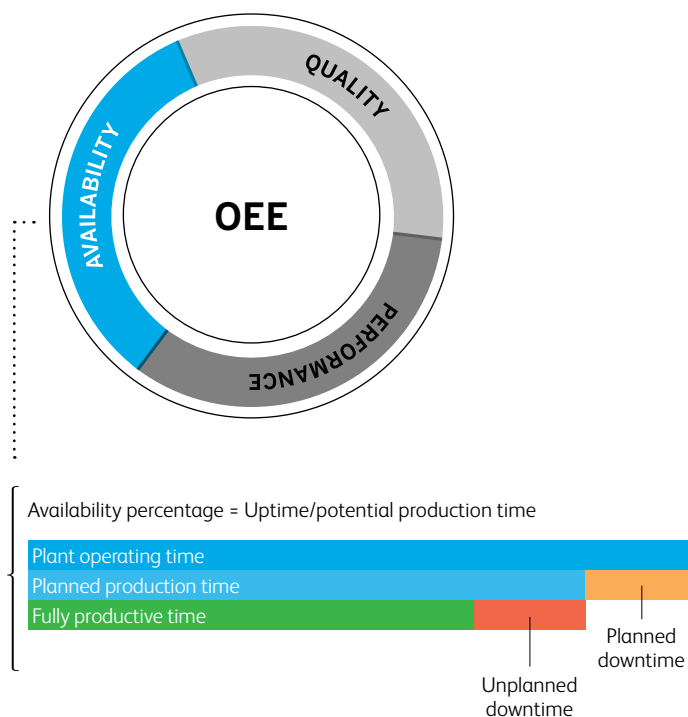 QUALITY
AVAILABILITY
OEE
PERFORMANCE
Availability percentage = Uptime/potential production time
Plant operating time
Planned production time
Fully productive time
Planned
downtime
Unplanned
downtime